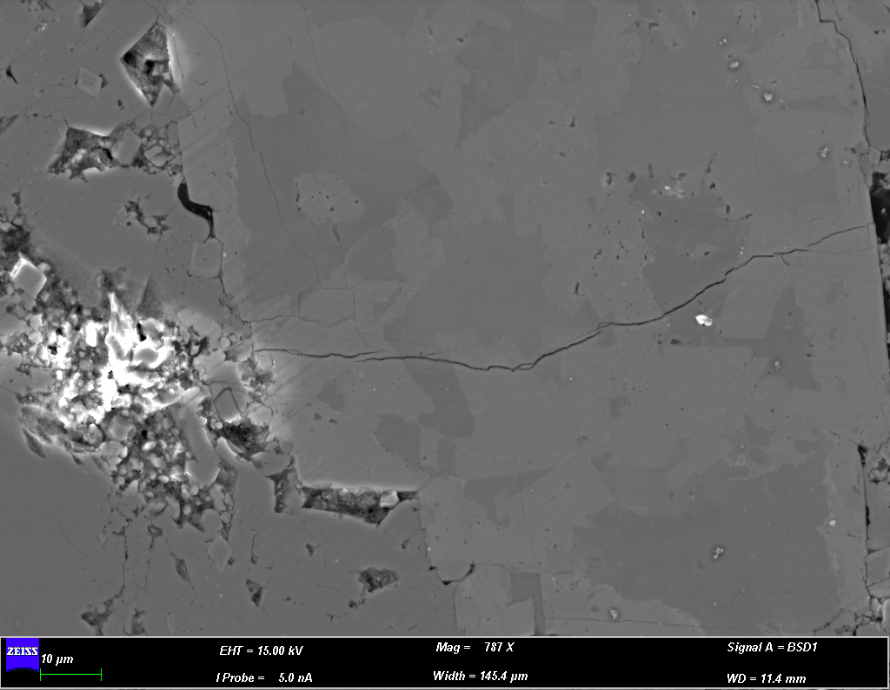 ZEISS
10 µm
EHT = 15.00 kV
I Probe = 5.0 nA
Mag = 787 X
Width = 145.4 µm
Signal A = BSD1
WD = 11.4 mm